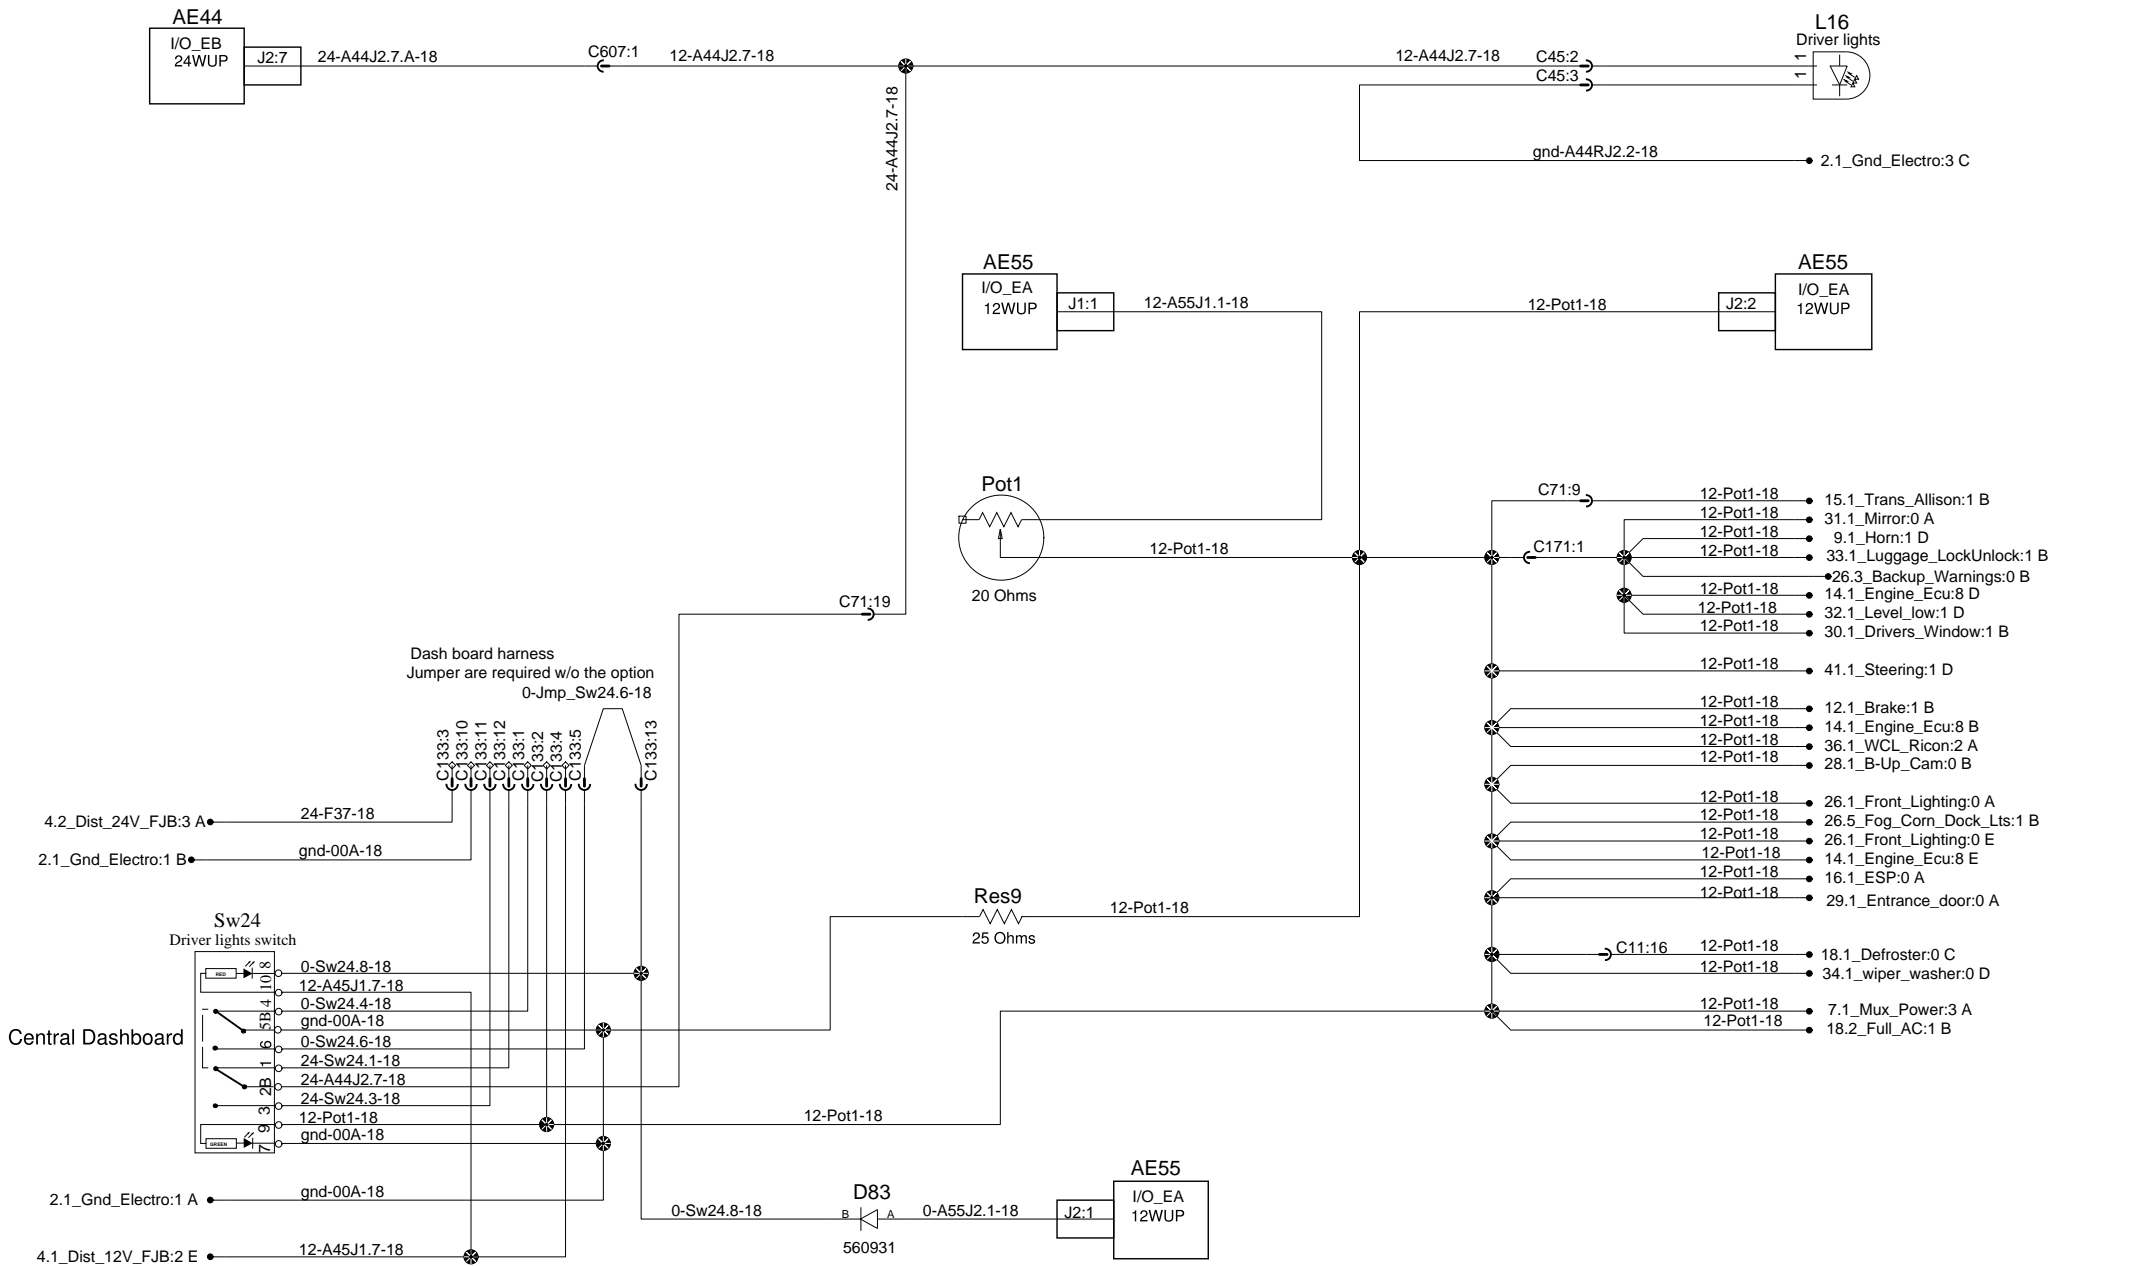 AE44
I/O_EB
24WUP
J2:7
24-A44J2.7.A-18
C607:1
12-A44J2.7-18
12-A44J2.7-18
C45:2
C45:3
L16
Driver lights
1
1
24-A44J2.7-18
gnd-A44RJ2.2-18
2.1_Gnd_Electro:3 C
AE55
I/O_EA
12WUP
J1:1
12-A55J1.1-18
12-Pot1-18
J2:2
AE55
I/O_EA
12WUP
Pot1
20 Ohms
12-Pot1-18
C71:9
12-Pot1-18
15.1_Trans_Allison:1 B
12-Pot1-18
31.1_Mirror:0 A
12-Pot1-18
9.1_Horn:1 D
C171:1
12-Pot1-18
33.1_Luggage_LockUnlock:1 B
26.3_Backup_Warnings:0 B
12-Pot1-18
14.1_Engine_Ecu:8 D
12-Pot1-18
32.1_Level_low:1 D
12-Pot1-18
30.1_Drivers_Window:1 B
12-Pot1-18
41.1_Steering:1 D
12-Pot1-18
12.1_Brake:1 B
12-Pot1-18
14.1_Engine_Ecu:8 B
12-Pot1-18
36.1_WCL_Ricon:2 A
12-Pot1-18
28.1_B-Up_Cam:0 B
12-Pot1-18
26.1_Front_Lighting:0 A
12-Pot1-18
26.5_Fog_Corn_Dock_Lts:1 B
12-Pot1-18
26.1_Front_Lighting:0 E
12-Pot1-18
14.1_Engine_Ecu:8 E
12-Pot1-18
16.1_ESP:0 A
12-Pot1-18
29.1_Entrance_door:0 A
C11:16
12-Pot1-18
18.1_Defroster:0 C
12-Pot1-18
34.1_wiper_washer:0 D
12-Pot1-18
7.1_Mux_Power:3 A
12-Pot1-18
18.2_Full_AC:1 B
C71:19
Dash board harness
Jumper are required w/o the option
0-Jmp_Sw24.6-18
C133:3
C133:10
C133:11
C133:12
C133:1
C133:2
C133:4
C133:5
C133:13
4.2_Dist_24V_FJB:3 A
24-F37-18
2.1_Gnd_Electro:1 B
gnd-00A-18
Res9
25 Ohms
12-Pot1-18
Sw24
Driver lights switch
Central Dashboard
RED
8
0-Sw24.8-18
10
12-A45J1.7-18
4
0-Sw24.4-18
5B
gnd-00A-18
6
0-Sw24.6-18
1
24-Sw24.1-18
2B
24-A44J2.7-18
3
24-Sw24.3-18
9
12-Pot1-18
12-Pot1-18
GREEN
7
gnd-00A-18
2.1_Gnd_Electro:1 A
gnd-00A-18
4.1_Dist_12V_FJB:2 E
12-A45J1.7-18
0-Sw24.8-18
D83
B
A
560931
0-A55J2.1-18
J2:1
AE55
I/O_EA
12WUP